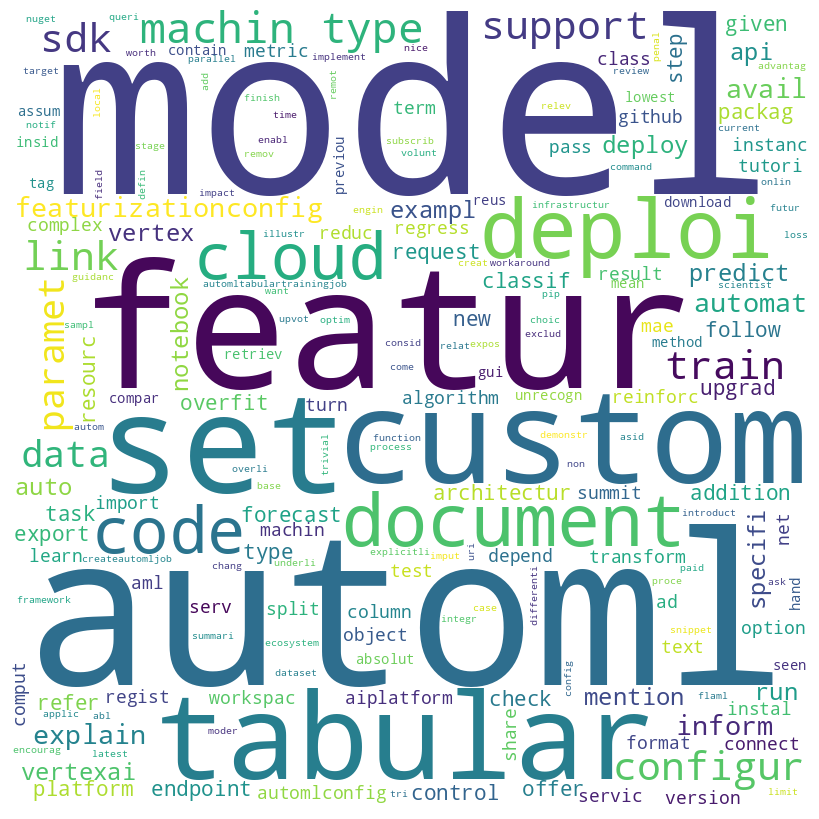 nuget queri
machin type
support
given
sdk
worth
contain metric
implement
nice
class
step
penal
review
api
advantag
target
parallel
model
local
add
remot
avail
assum
notif
finish
time
term
relev
lowest
github
packag
current
insid
stage
enabl
remov
subscrib
volunt
previou
pass
deploy
instanc
tutori
tag
field
defin
impact
command
onlin
featurizationconfig
engin
exampl
reus
infrastructur
download
futur
complex
vertex
illustr
reduc
regress
deploi
loss
link
cloud
request
creat
workaround
result
mean
predict
scientist
guidanc
automltabulartrainingjob
classif
paramet
want
pip
exclud
automat
sampl
resourc
notebook
upvot
optim
featur
consid
new
choic
mae
method
follow
retriev
relat
expos
gui
train
compar
come
unrecogn
upgrad
autom
overfit
turn
algorithm
reinforc
set
custom
data
overli
trivial
function
process
demonstr
non
asid
auto
import
base
architectur
summit
addition
task
code
forecast
document
introduct
export
machin
specifi
net
learn
createautomljob
chang
type
underli
explicitli
imput
uri
depend
transform
test
differenti
proce
paid
ask
hand
framework
aml
serv
split
column
integr
case
ad
snippet
text
option
automl
summari
ecosystem
object
absolut
config
flaml
seen
comput
dataset
refer
regist
workspac
aiplatform
check
mention
run
applic
abl
explain
moder
tabular
share
format
inform
instal
connect
encourag
latest
vertexai
configur
platform
endpoint
automlconfig
tri
control
offer
servic
version
limit